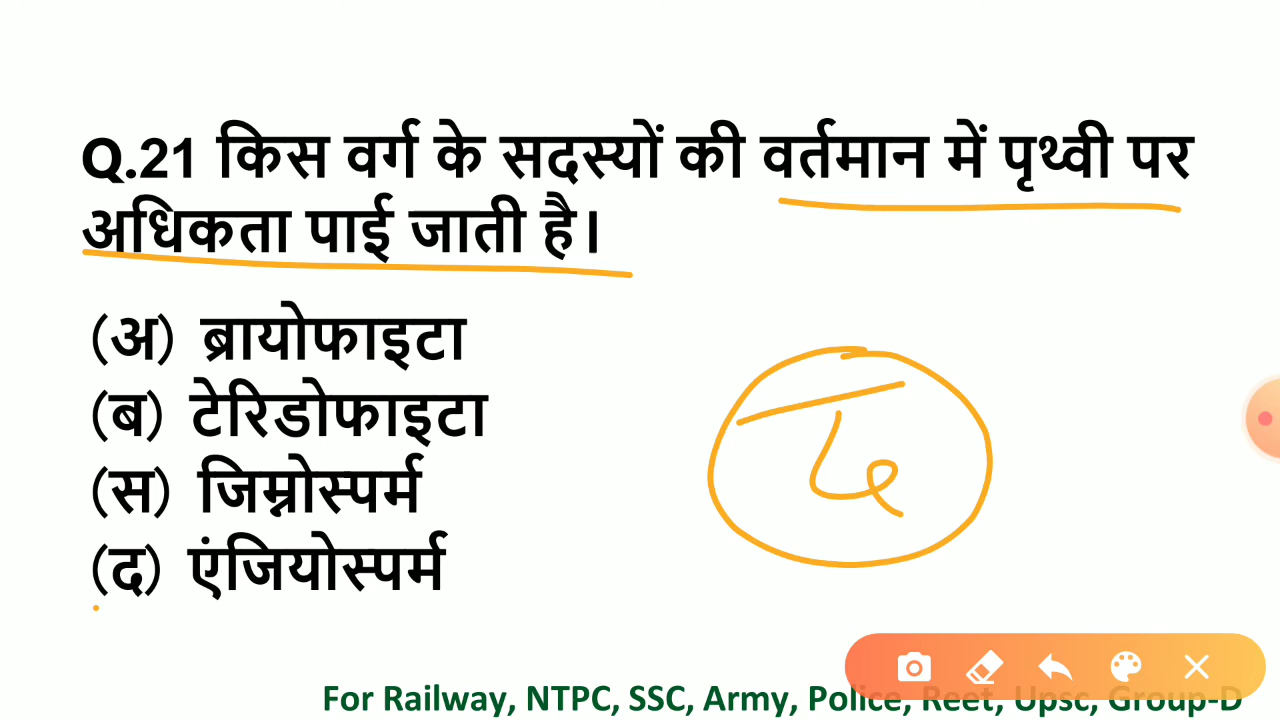 Q.21 किस वर्ग के सदस्यों की वर्तमान में पृथ्वी पर
अधिकता पाई जाती है।
(अ) ब्रायोफाइटा
(ब) टेरिडोफाइटा
(स) जिम्नोस्पर्म
(द) एंजियोस्पर्म
द
For Railway, NTPC, SSC, Army, Police, Reet, Upsc, Group-D